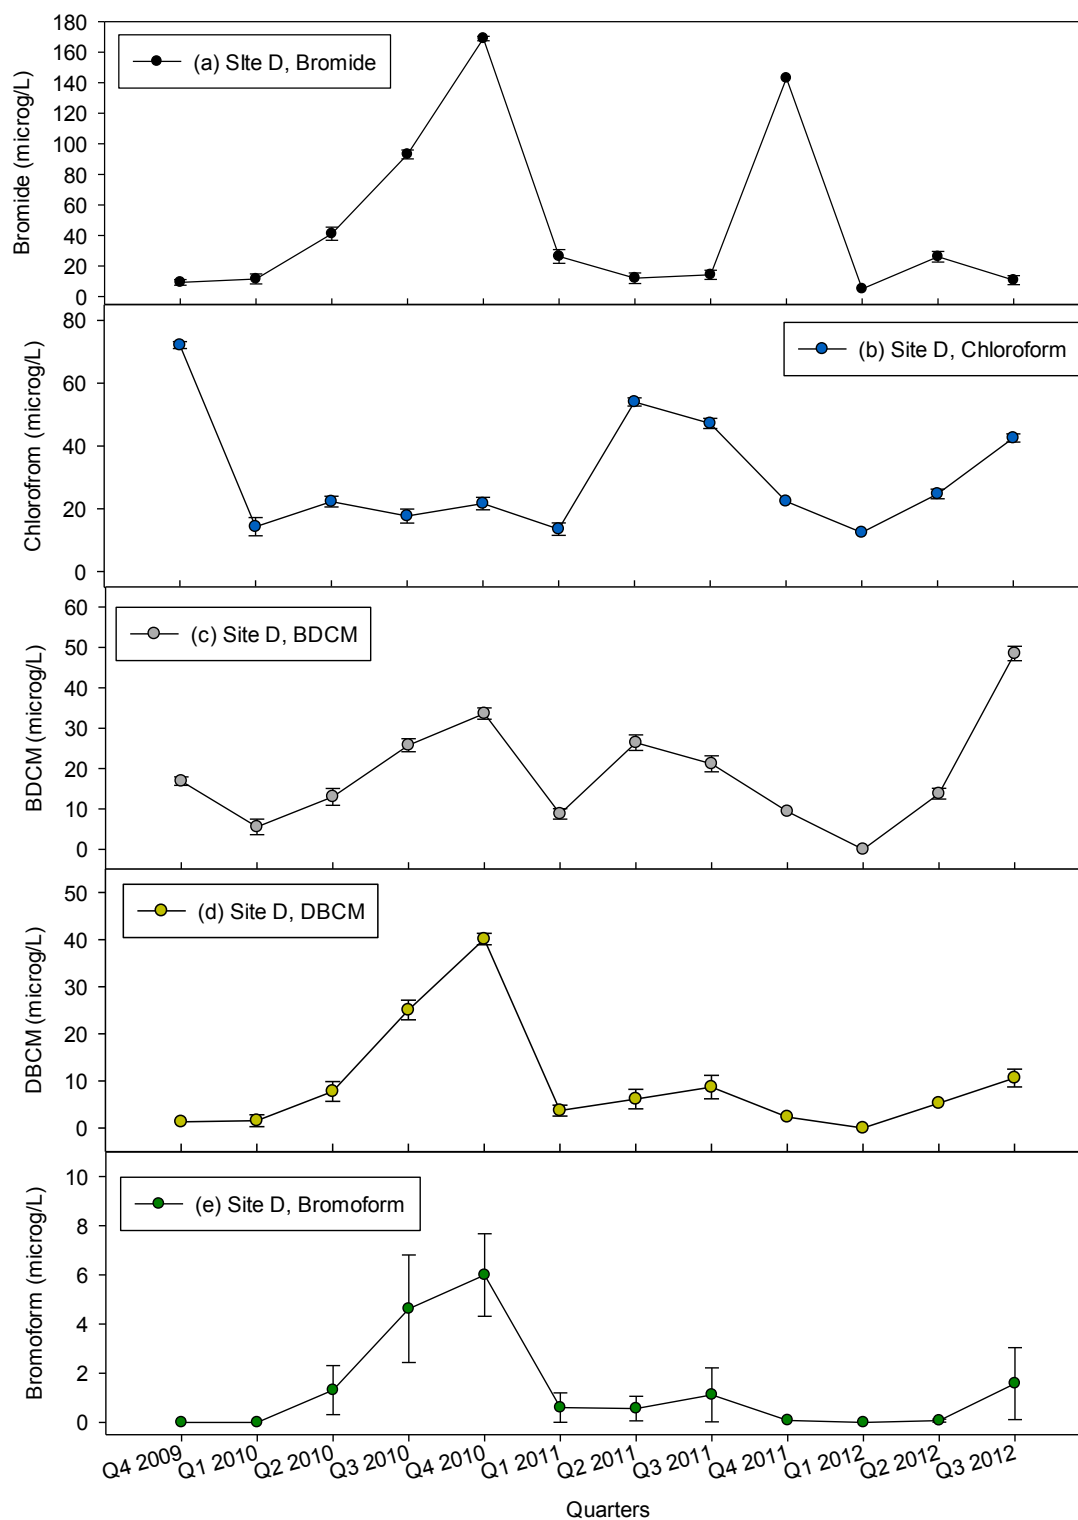 180
160
140
120
100
80
60
40
20
0
Bromide (microg/L)
(a) SIte D, Bromide
80
60
40
20
0
Chlorofrom (microg/L)
(b) Site D, Chloroform
60
50
40
30
20
10
0
BDCM (microg/L)
(c) Site D, BDCM
50
40
30
20
10
0
DBCM (microg/L)
(d) Site D, DBCM
10
8
6
4
2
0
Bromoform (microg/L)
(e) Site D, Bromoform
Q4 2009
Q1 2010
Q2 2010
Q3 2010
Q4 2010
Q1 2011
Q2 2011
Q3 2011
Q4 2011
Q1 2012
Q2 2012
Q3 2012
Quarters